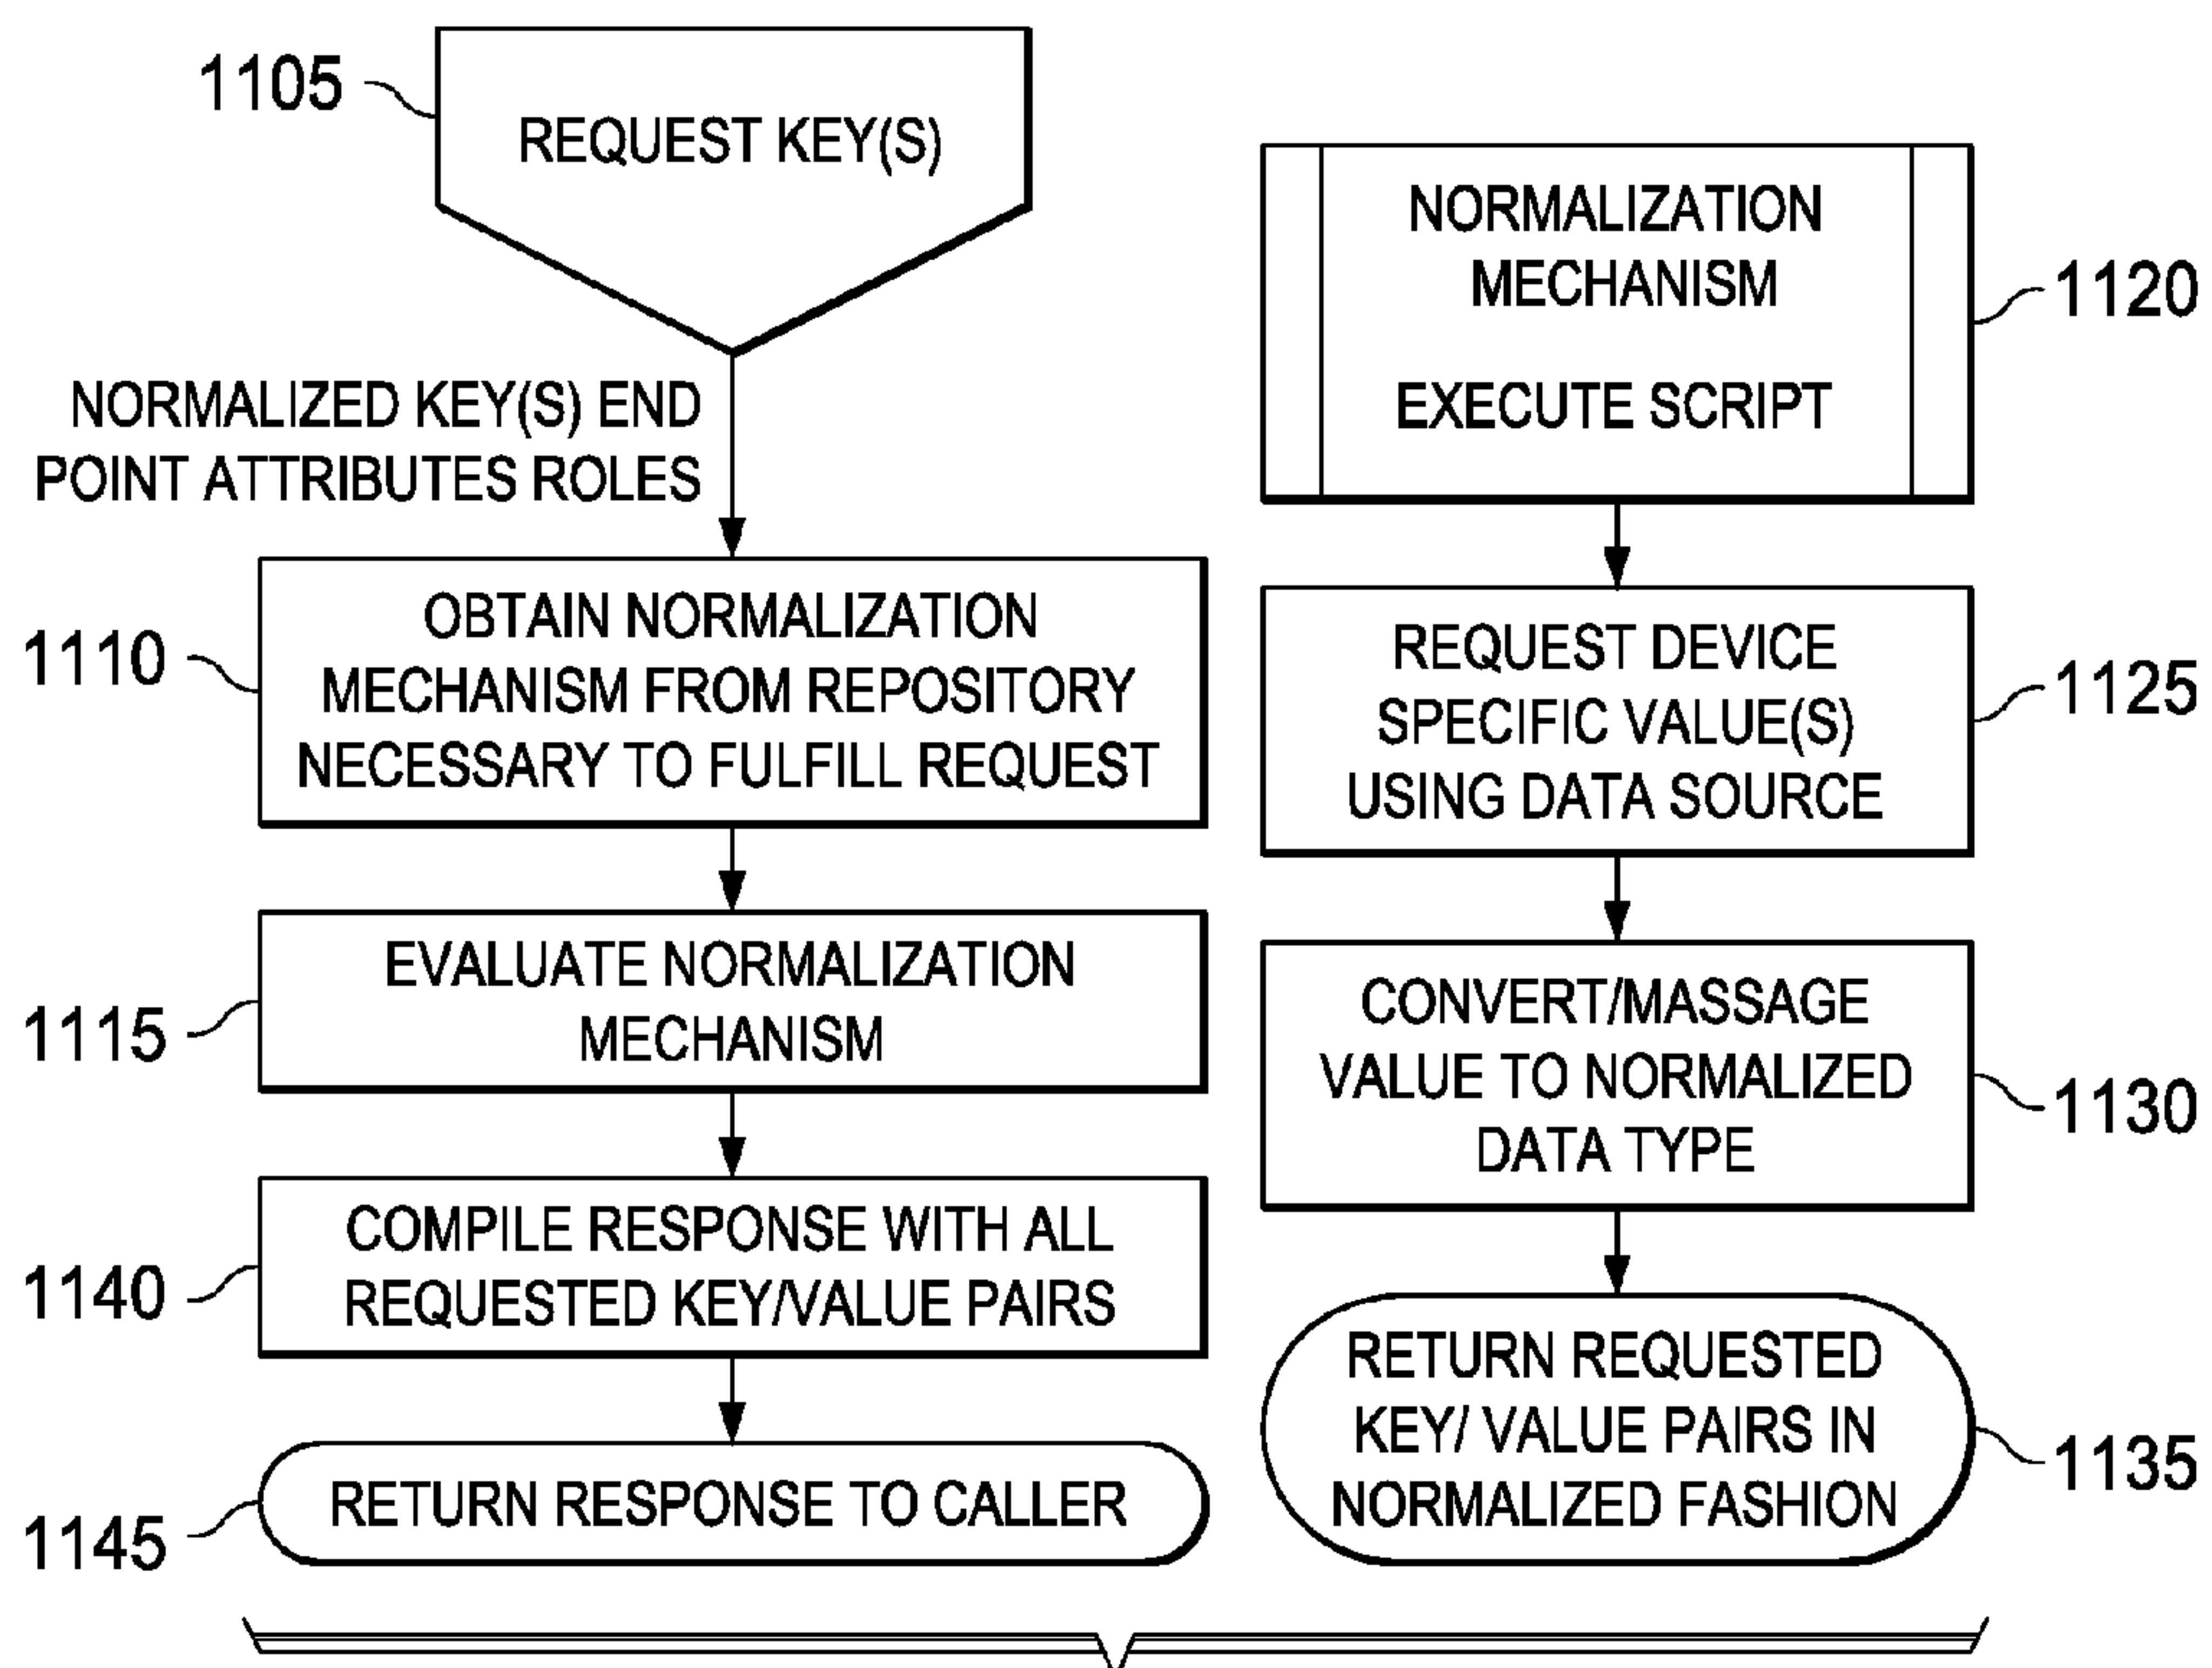 1105
REQUEST KEY(S)
NORMALIZED KEY(S) END
POINT ATTRIBUTES ROLES
1110
OBTAIN NORMALIZATION
MECHANISM FROM REPOSITORY
NECESSARY TO FULFILL REQUEST
1115
EVALUATE NORMALIZATION
MECHANISM
1140
COMPILE RESPONSE WITH ALL
REQUESTED KEY/VALUE PAIRS
1145
RETURN RESPONSE TO CALLER
NORMALIZATION
MECHANISM
EXECUTE SCRIPT
1120
REQUEST DEVICE
SPECIFIC VALUE(S)
USING DATA SOURCE
1125
CONVERT/MASSAGE
VALUE TO NORMALIZED
DATA TYPE
1130
RETURN REQUESTED
KEY/ VALUE PAIRS IN
NORMALIZED FASHION
1135